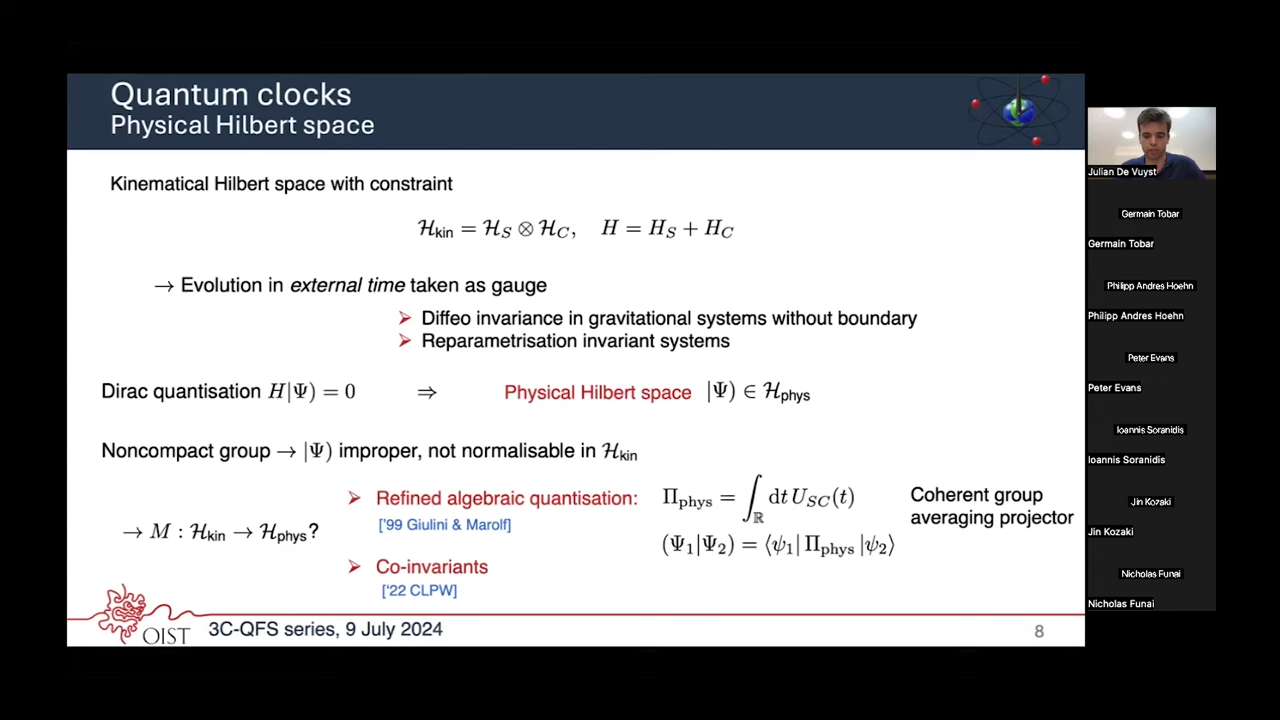 Quantum clocks
Physical Hilbert space
Kinematical Hilbert space with constraint
ℋ_kin = ℋ_S ⊗ ℋ_C,   H = H_S + H_C
→ Evolution in external time taken as gauge
➢ Diffeo invariance in gravitational systems without boundary
➢ Reparametrisation invariant systems
Dirac quantisation H|Ψ) = 0   ⇒   Physical Hilbert space |Ψ) ∈ ℋ_phys
Noncompact group → |Ψ) improper, not normalisable in ℋ_kin
→ M : ℋ_kin → ℋ_phys?
➢ Refined algebraic quantisation:
['99 Giulini & Marolf]
➢ Co-invariants
['22 CLPW]
Π_phys = ∫_ℝ dt U_SC(t)
(Ψ_1|Ψ_2) = ⟨ψ_1| Π_phys |ψ_2⟩
Coherent group
averaging projector
OIST
3C-QFS series, 9 July 2024
8
Julian De Vuyst
Germain Tobar
Germain Tobar
Philipp Andres Hoehn
Philipp Andres Hoehn
Peter Evans
Peter Evans
Ioannis Soranidis
Ioannis Soranidis
Jin Kozaki
Jin Kozaki
Nicholas Funai
Nicholas Funai